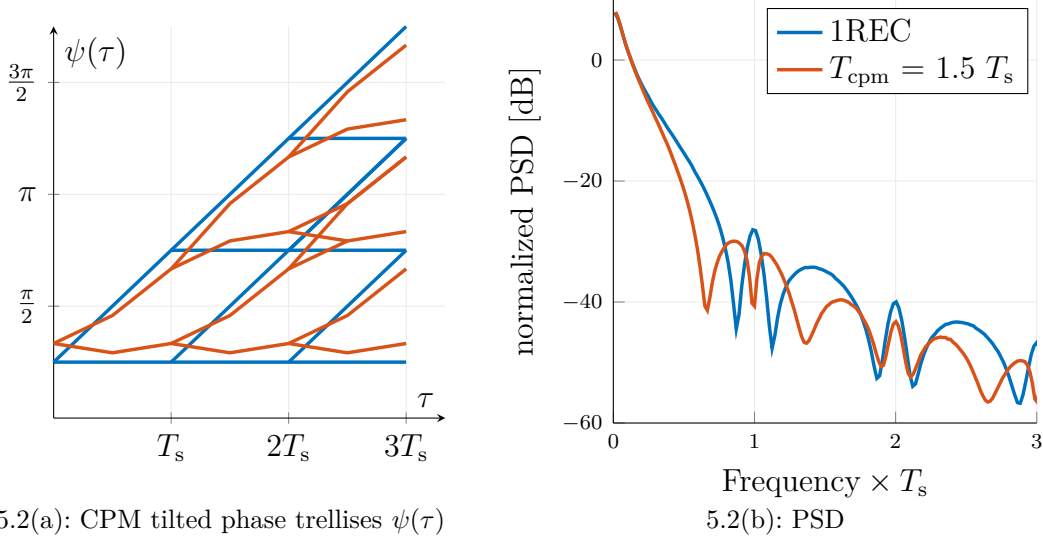 ψ(τ)
3π/2
π
π/2
τ
T_s
2T_s
3T_s
5.2(a): CPM tilted phase trellises ψ(τ)
1REC
T_cpm = 1.5 T_s
normalized PSD [dB]
0
−20
−40
−60
0
1
2
3
Frequency × T_s
5.2(b): PSD